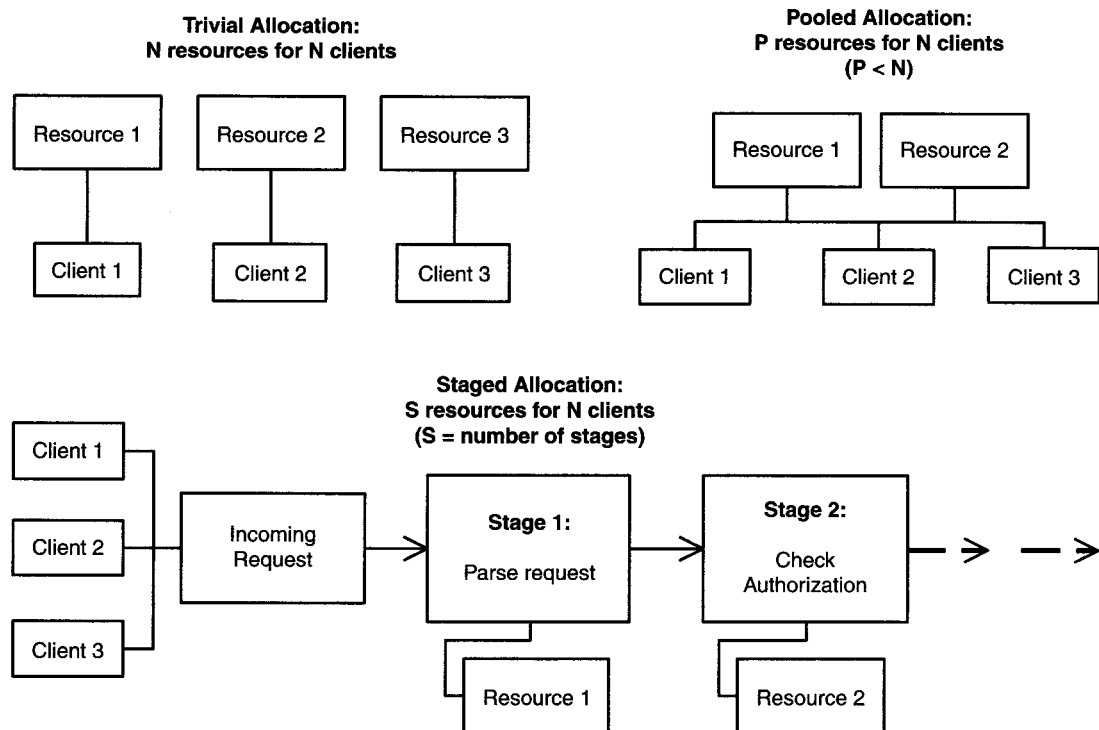 Trivial Allocation:
N resources for N clients
Resource 1
Resource 2
Resource 3
Client 1
Client 2
Client 3
Pooled Allocation:
P resources for N clients
(P < N)
Resource 1
Resource 2
Client 1
Client 2
Client 3
Staged Allocation:
S resources for N clients
(S = number of stages)
Client 1
Client 2
Client 3
Incoming
Request
Stage 1:
Parse request
Resource 1
Stage 2:
Check
Authorization
Resource 2